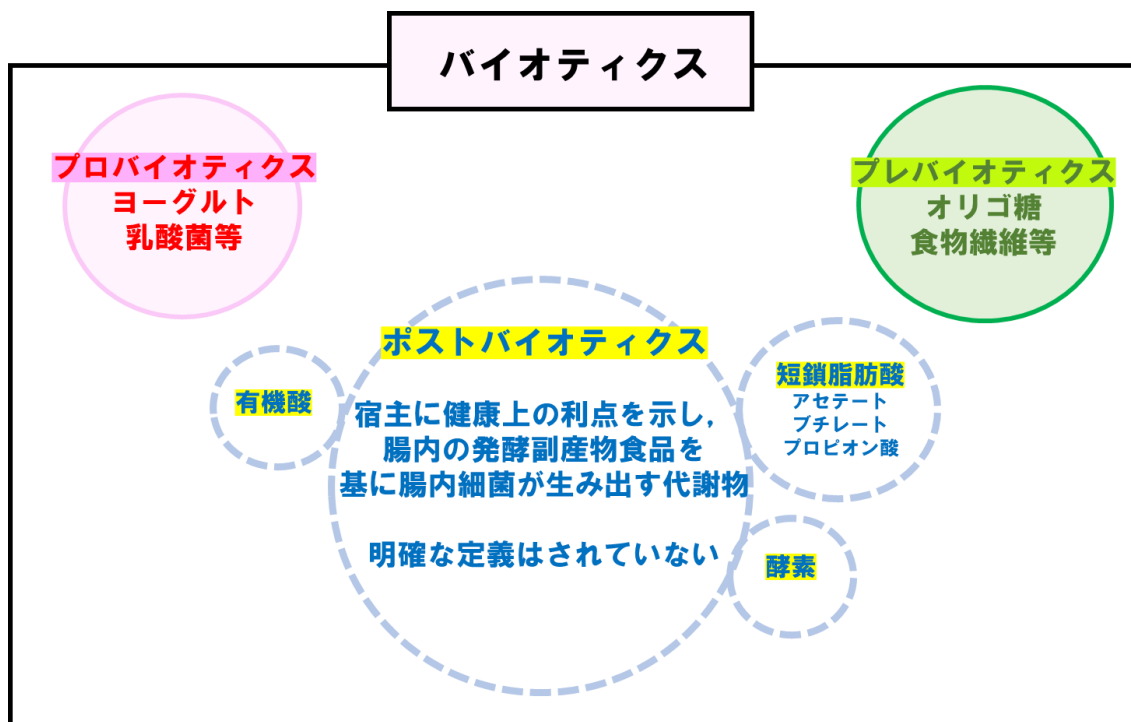 バイオティクス
プロバイオティクス
ヨーグルト
乳酸菌等
プレバイオティクス
オリゴ糖
食物繊維等
ポストバイオティクス
宿主に健康上の利点を示し,
腸内の発酵副産物食品を
基に腸内細菌が生み出す代謝物
明確な定義はされていない
有機酸
短鎖脂肪酸
アセテート
ブチレート
プロピオン酸
酵素